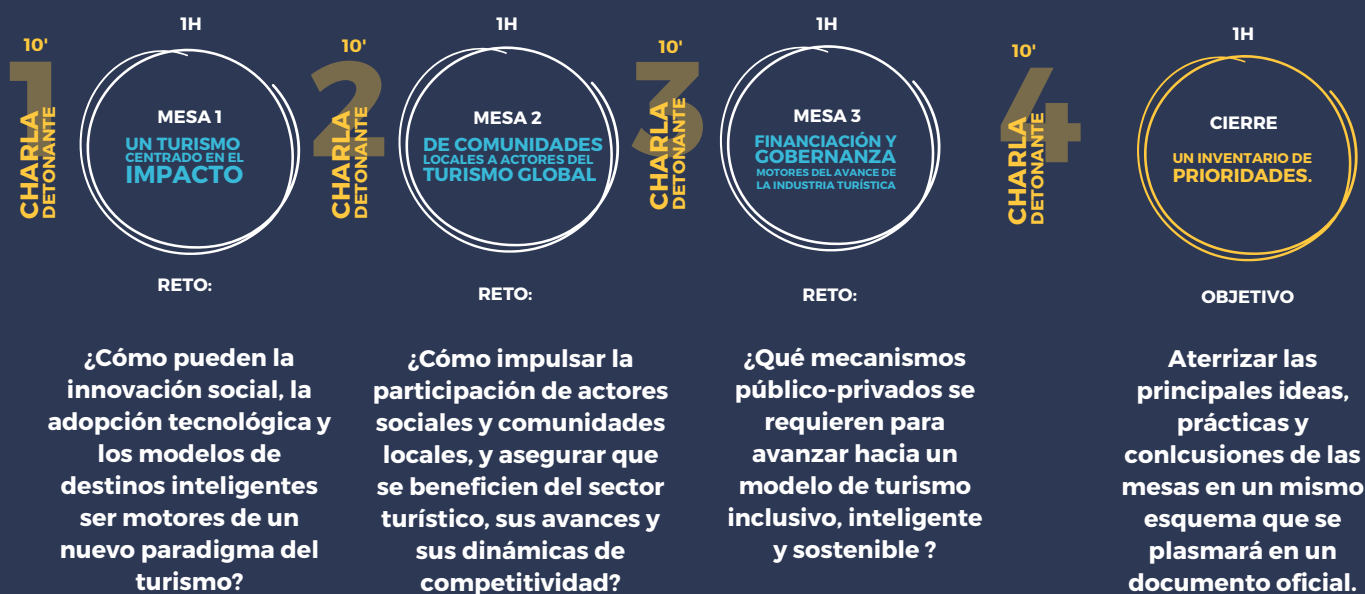 10'
1
CHARLA
DETONANTE
1H
MESA 1
UN TURISMO
CENTRADO EN EL
IMPACTO
RETO:
¿Cómo pueden la
innovación social, la
adopción tecnológica y
los modelos de
destinos inteligentes
ser motores de un
nuevo paradigma del
turismo?
10'
2
CHARLA
DETONANTE
1H
MESA 2
DE COMUNIDADES
LOCALES A ACTORES DEL
TURISMO GLOBAL
RETO:
¿Cómo impulsar la
participación de actores
sociales y comunidades
locales, y asegurar que
se beneficien del sector
turístico, sus avances y
sus dinámicas de
competitividad?
10'
3
CHARLA
DETONANTE
1H
MESA 3
FINANCIACIÓN Y
GOBERNANZA
MOTORES DEL AVANCE DE
LA INDUSTRIA TURÍSTICA
RETO:
¿Qué mecanismos
público-privados se
requieren para
avanzar hacia un
modelo de turismo
inclusivo, inteligente
y sostenible ?
10'
4
CHARLA
DETONANTE
1H
CIERRE
UN INVENTARIO DE
PRIORIDADES.
OBJETIVO
Aterrizar las
principales ideas,
prácticas y
conlcusiones de las
mesas en un mismo
esquema que se
plasmará en un
documento oficial.